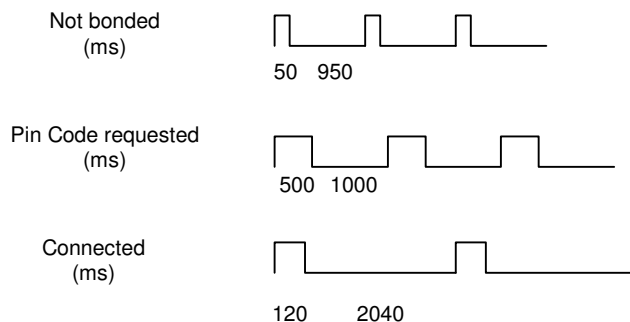 Not bonded
(ms)
50 950
Pin Code requested
(ms)
500 1000
Connected
(ms)
120 2040